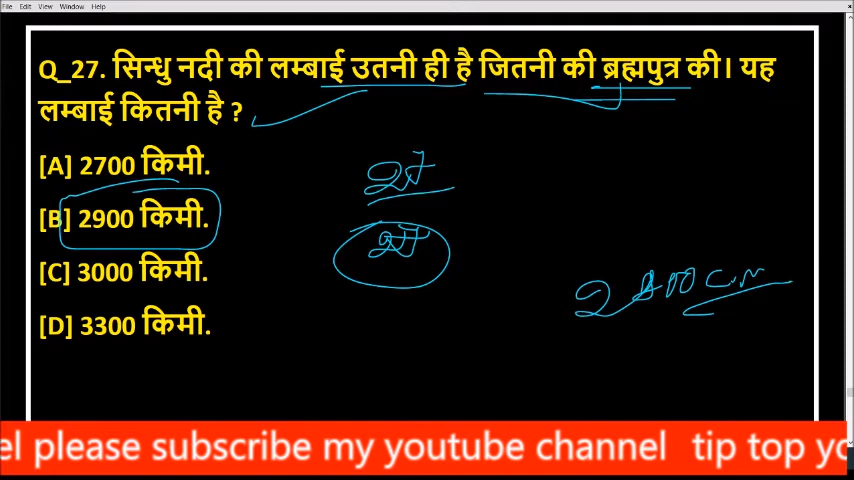 File Edit View Window Help
Q_27. सिन्धु नदी की लम्बाई उतनी ही है जितनी की ब्रह्मपुत्र की। यह
लम्बाई कितनी है ?
[A] 2700 किमी.
[B] 2900 किमी.
[C] 3000 किमी.
[D] 3300 किमी.
el please subscribe my youtube channel tip top yo